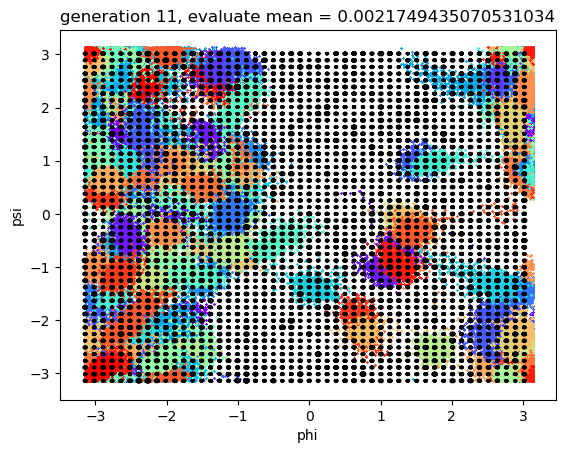 generation 11, evaluate mean = 0.0021749435070531034
3
2
1
0
−1
−2
−3
psi
−3 −2 −1 0 1 2 3
phi